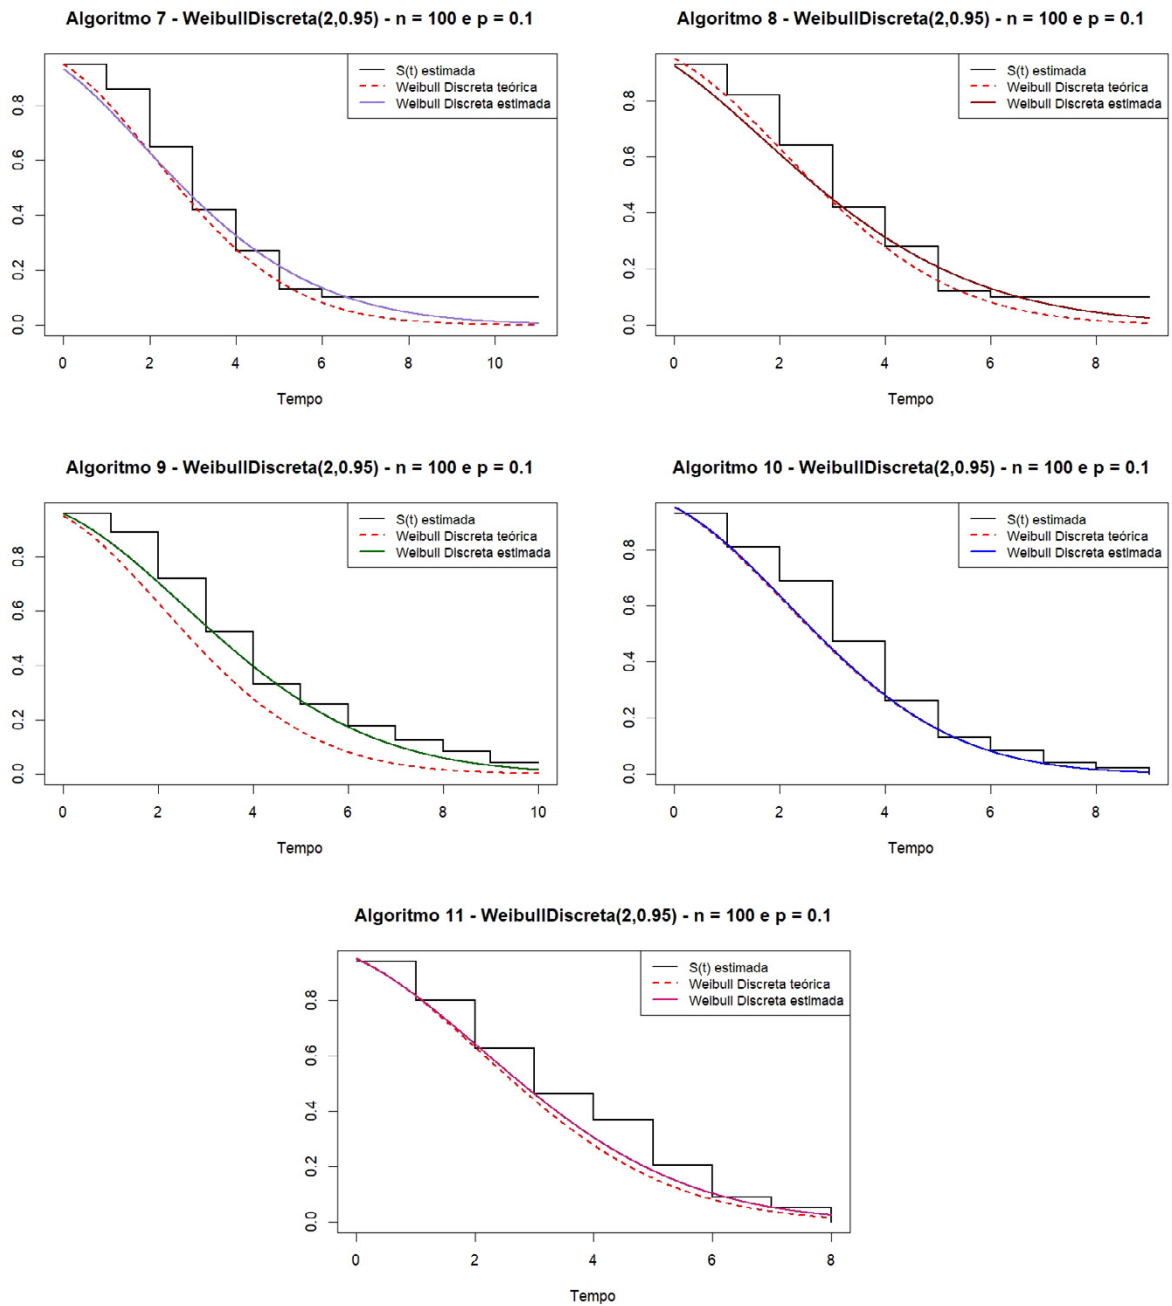 Algoritmo 7 - WeibullDiscreta(2,0.95) - n = 100 e p = 0.1
S(t) estimada
Weibull Discreta teórica
Weibull Discreta estimada
0.8
0.6
0.4
0.2
0.0
0 2 4 6 8 10
Tempo
Algoritmo 8 - WeibullDiscreta(2,0.95) - n = 100 e p = 0.1
S(t) estimada
Weibull Discreta teórica
Weibull Discreta estimada
0.8
0.6
0.4
0.2
0.0
0 2 4 6 8
Tempo
Algoritmo 9 - WeibullDiscreta(2,0.95) - n = 100 e p = 0.1
S(t) estimada
Weibull Discreta teórica
Weibull Discreta estimada
0.8
0.6
0.4
0.2
0.0
0 2 4 6 8 10
Tempo
Algoritmo 10 - WeibullDiscreta(2,0.95) - n = 100 e p = 0.1
S(t) estimada
Weibull Discreta teórica
Weibull Discreta estimada
0.8
0.6
0.4
0.2
0.0
0 2 4 6 8
Tempo
Algoritmo 11 - WeibullDiscreta(2,0.95) - n = 100 e p = 0.1
S(t) estimada
Weibull Discreta teórica
Weibull Discreta estimada
0.8
0.6
0.4
0.2
0.0
0 2 4 6 8
Tempo